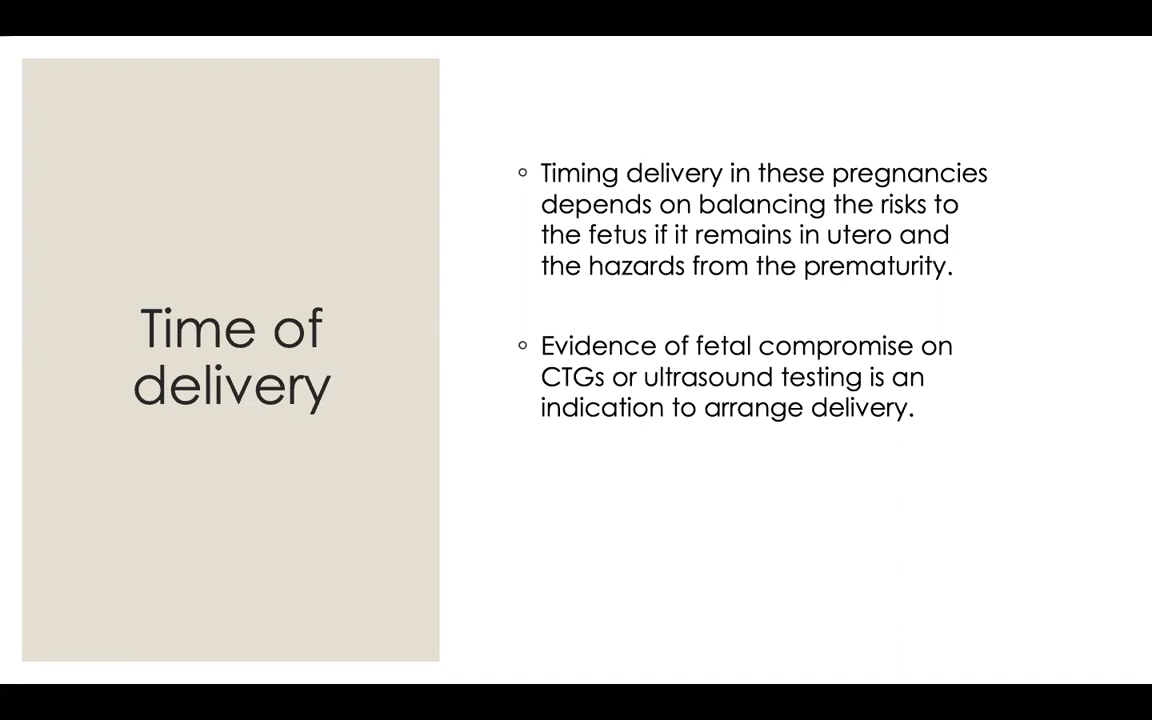 Time of
delivery
◦ Timing delivery in these pregnancies
depends on balancing the risks to
the fetus if it remains in utero and
the hazards from the prematurity.
◦ Evidence of fetal compromise on
CTGs or ultrasound testing is an
indication to arrange delivery.